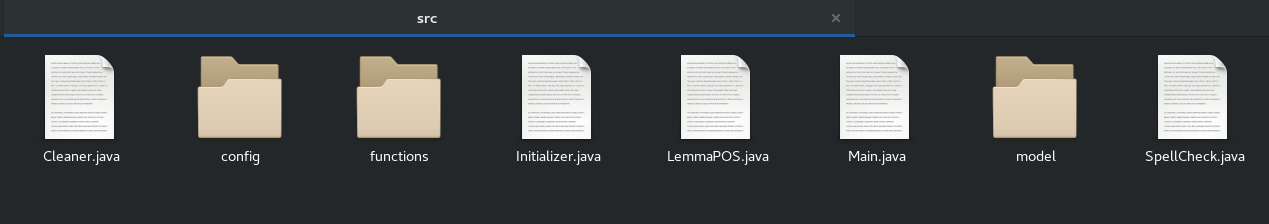 src
Cleaner.java
config
functions
Initializer.java
LemmaPOS.java
Main.java
model
SpellCheck.java